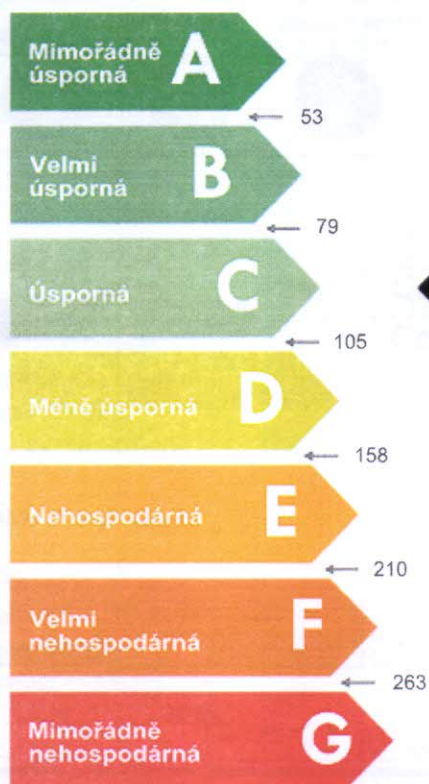 Mimořádně
úsporná A
53
Velmi
úsporná B
79
Úsporná C
105
Méně úsporná D
158
Nehospodárná E
210
Velmi
nehospodárná F
263
Mimořádně
nehospodárná G